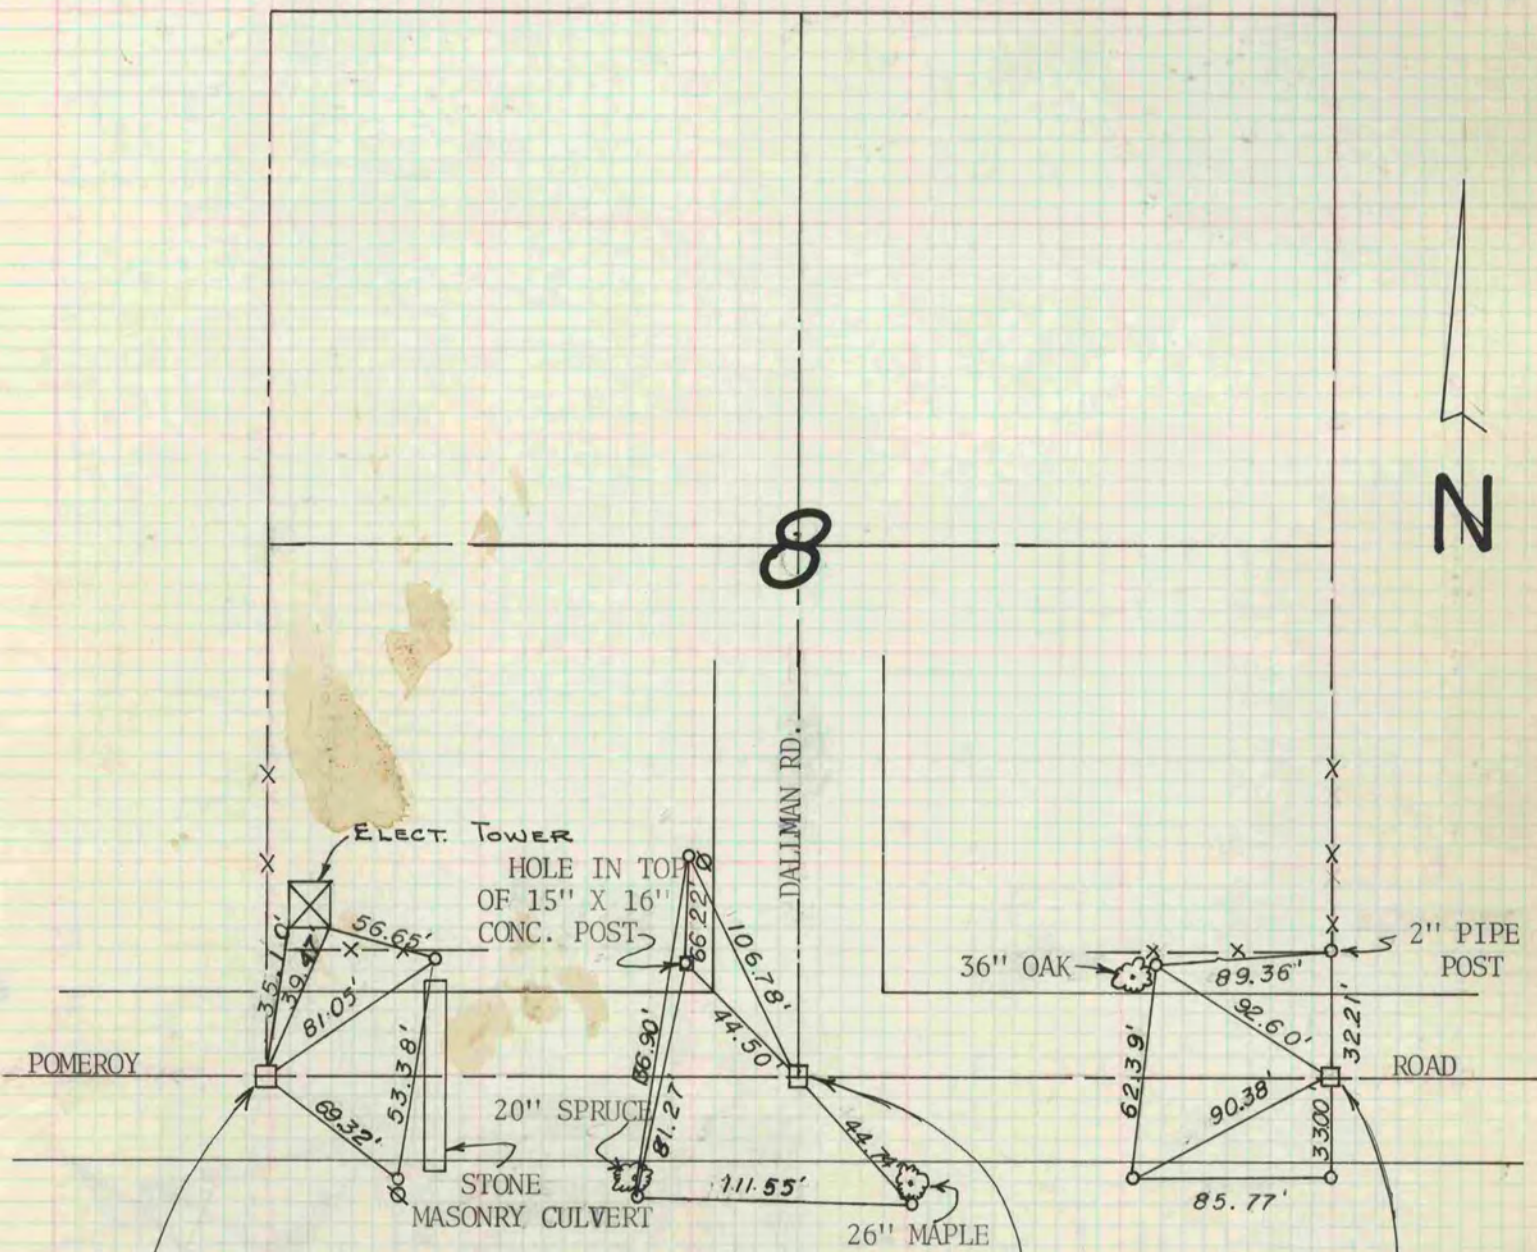 8
N
DALLMAN RD.
ELECT. TOWER
HOLE IN TOP
OF 15" X 16"
CONC. POST
66.22'
106.78'
35.10'
39.47'
56.65'
81.05'
53.38'
69.32'
44.50'
81.27'
44.74'
111.55'
36" OAK
89.36'
2" PIPE
POST
92.60'
32.21'
62.39'
90.38'
33.00
85.77'
POMEROY
ROAD
20" SPRUCE
STONE
MASONRY CULVERT
26" MAPLE